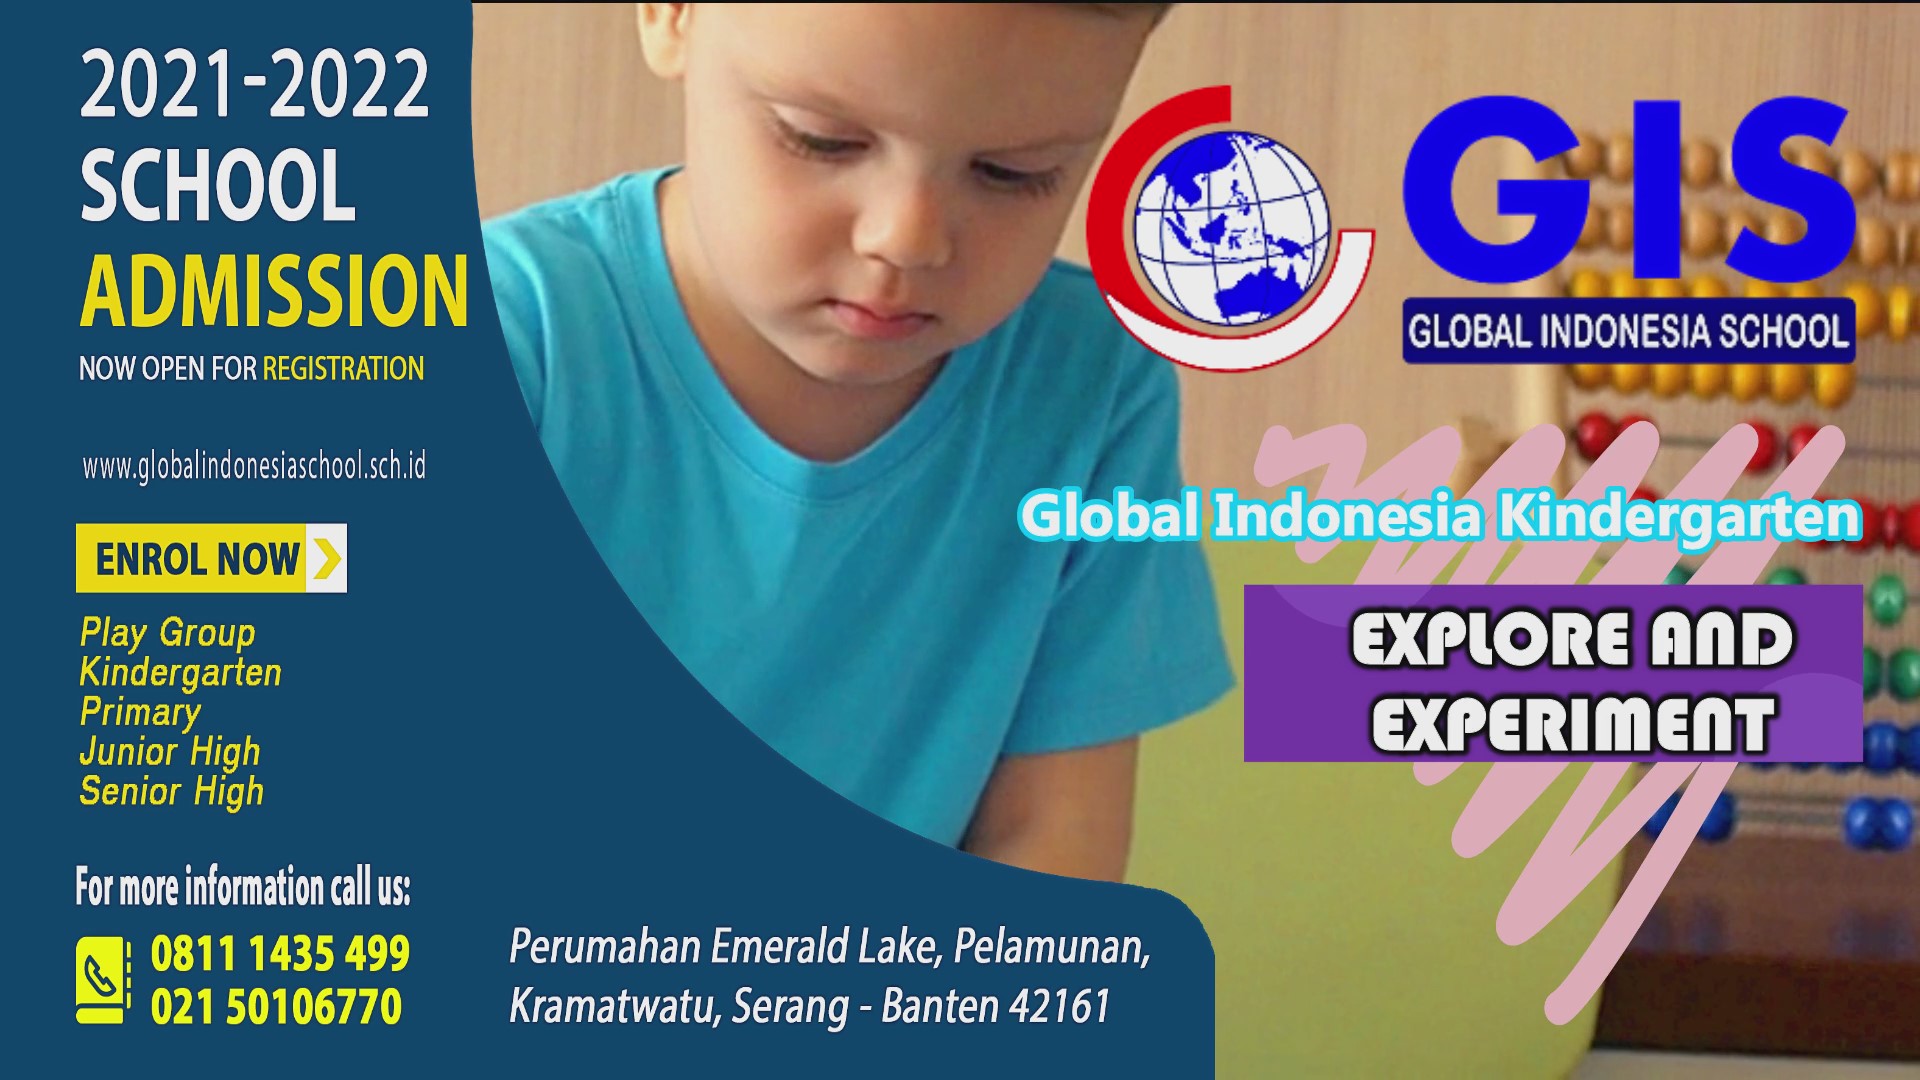 2021-2022
SCHOOL
ADMISSION
NOW OPEN FOR REGISTRATION
www.globalindonesiaschool.sch.id
ENROL NOW
Play Group
Kindergarten
Primary
Junior High
Senior High
For more information call us:
0811 1435 499
021 50106770
Perumahan Emerald Lake, Pelamunan,
Kramatwatu, Serang - Banten 42161
GIS
GLOBAL INDONESIA SCHOOL
Global Indonesia Kindergarten
EXPLORE AND
EXPERIMENT